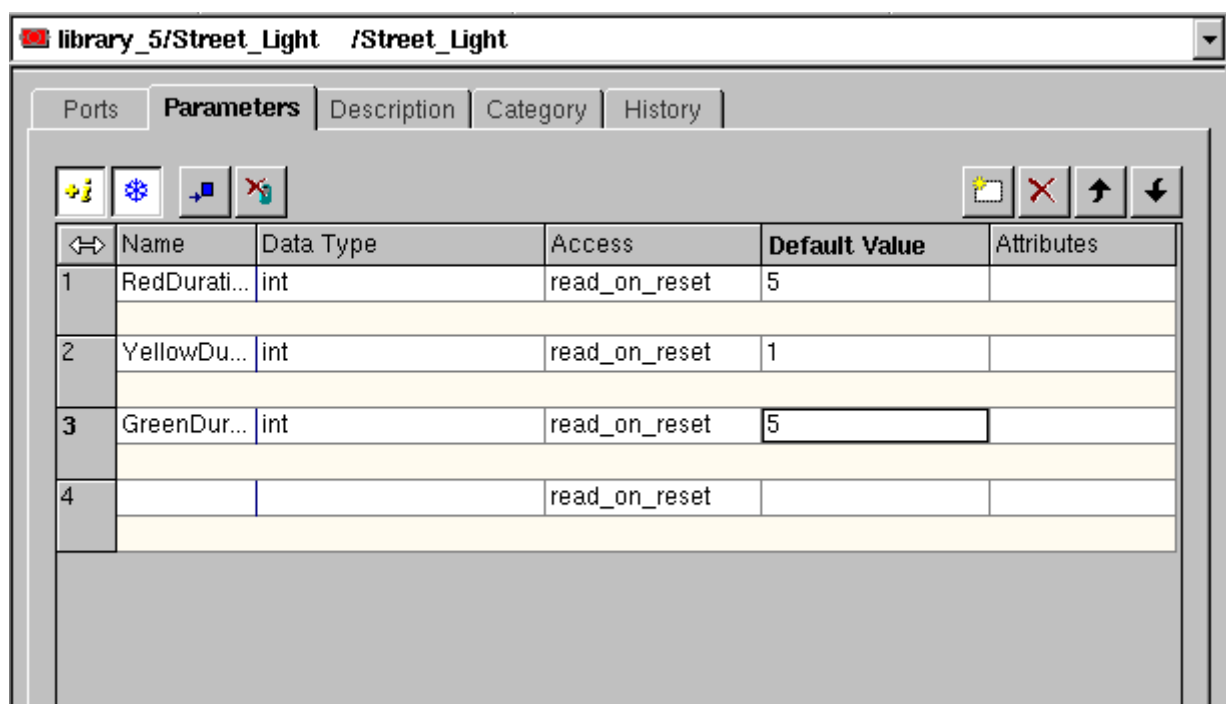 library_5/Street_Light /Street_Light
Ports Parameters Description Category History
Name Data Type Access Default Value Attributes
1 RedDurati... int read_on_reset 5
2 YellowDu... int read_on_reset 1
3 GreenDur... int read_on_reset 5
4 read_on_reset